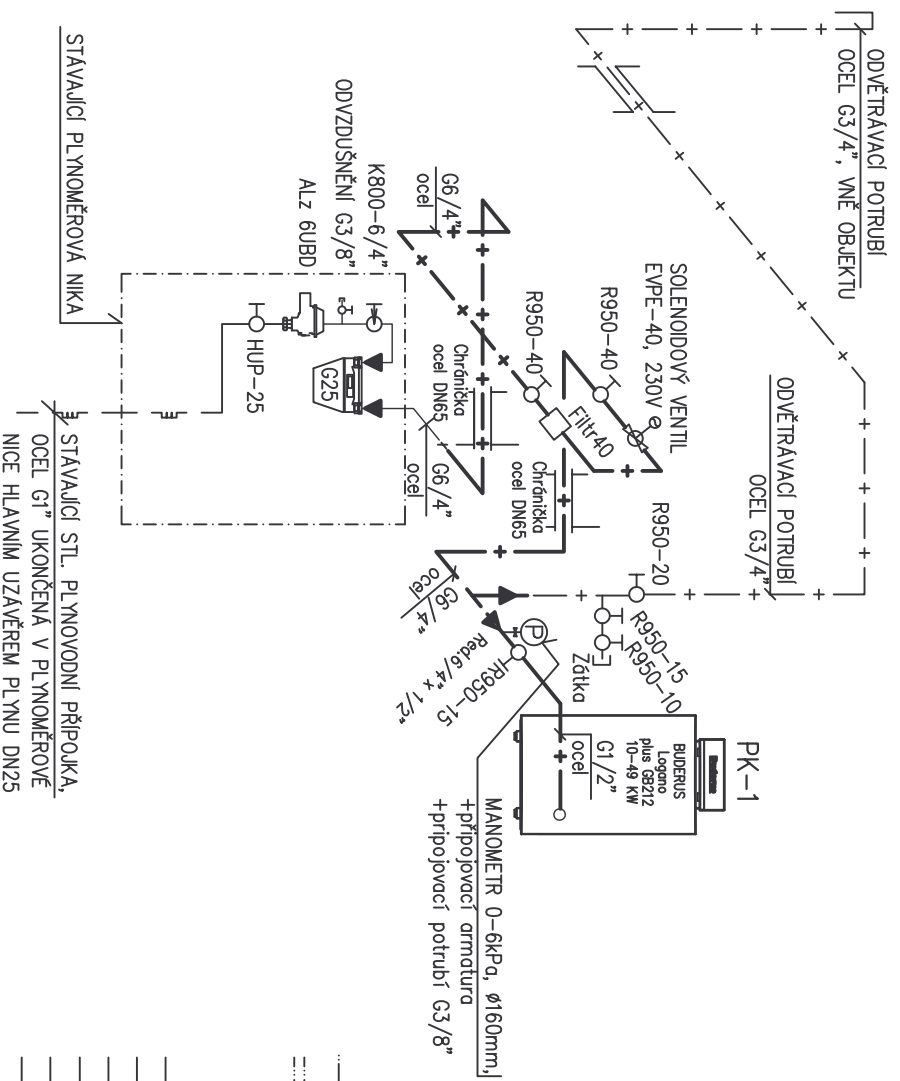 ODVĚTRÁVACÍ POTRUBÍ
OCEL G3/4", VNĚ OBJEKTU
ODVĚTRÁVACÍ POTRUBÍ
OCEL G3/4"
SOLENOIDOVÝ VENTIL
EVPE-40, 230V
R950-40
R950-40
Filtr40
G6/4"
ocel
K800-6/4"
ODVZDUŠNĚNÍ G3/8"
ALz 6UBD
STÁVAJÍCÍ PLYNOMĚROVÁ NIKA
HUP-25
G25
Chránička
ocel DN65
G6/4"
ocel
Chránička
ocel DN65
G6/4"
ocel
R950-20
R950-15
R950-10
Zátka
P
R950-15
Red.6/4" x 1/2"
PK-1
Buderus
BUDERUS
Logano
plus GB212
10-49 KW
G1/2"
ocel
MANOMETR 0-6kPa, ø160mm,
+připojovací armatura
+pripojovací potrubí G3/8"
STÁVAJÍCÍ STL. PLYNOVODNÍ PŘÍPOJKA,
OCEL G1" UKONČENÁ V PLYNOMĚROVÉ
NICE HLAVNÍM UZÁVĚREM PLYNU DN25